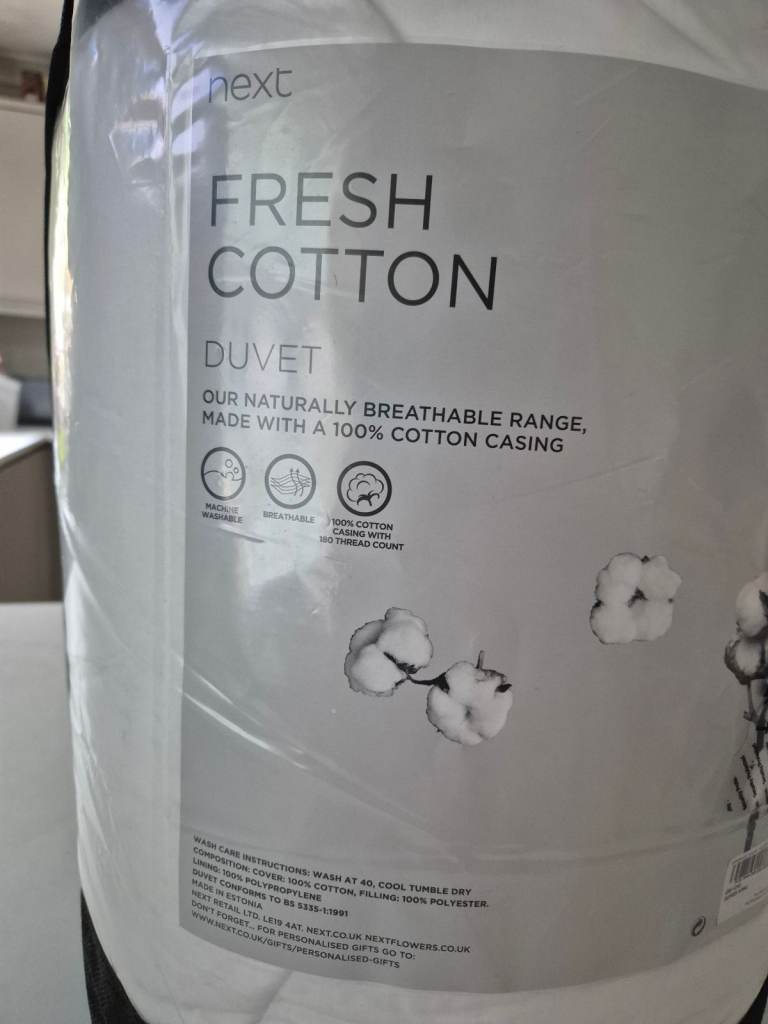 next
FRESH
COTTON
DUVET
OUR NATURALLY BREATHABLE RANGE,
MADE WITH A 100% COTTON CASING
MACHINE
WASHABLE
BREATHABLE
100% COTTON
CASING WITH
180 THREAD COUNT
WASH CARE INSTRUCTIONS: WASH AT 40, COOL TUMBLE DRY
COMPOSITION: COVER: 100% COTTON, FILLING: 100% POLYESTER.
LINING: 100% POLYPROPYLENE
DUVET CONFORMS TO BS 5335-1:1991
MADE IN ESTONIA
NEXT RETAIL LTD. LE19 4AT. NEXT.CO.UK NEXTFLOWERS.CO.UK
DON'T FORGET... FOR PERSONALISED GIFTS GO TO:
WWW.NEXT.CO.UK/GIFTS/PERSONALISED-GIFTS